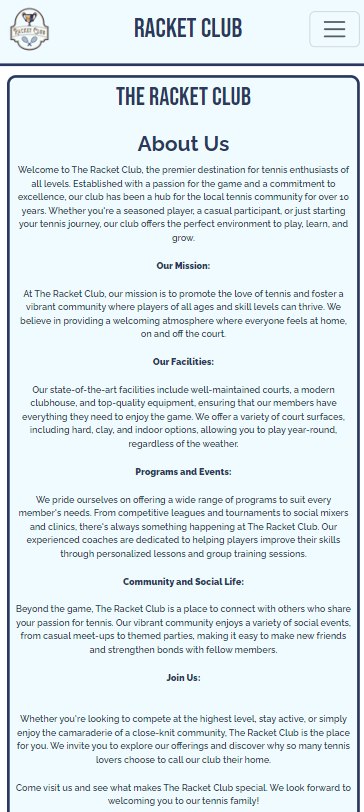 RACKET CLUB
RACKET CLUB
THE RACKET CLUB
About Us
Welcome to The Racket Club, the premier destination for tennis enthusiasts of
all levels. Established with a passion for the game and a commitment to
excellence, our club has been a hub for the local tennis community for over 10
years. Whether you're a seasoned player, a casual participant, or just starting
your tennis journey, our club offers the perfect environment to play, learn, and
grow.
Our Mission:
At The Racket Club, our mission is to promote the love of tennis and foster a
vibrant community where players of all ages and skill levels can thrive. We
believe in providing a welcoming atmosphere where everyone feels at home,
on and off the court.
Our Facilities:
Our state-of-the-art facilities include well-maintained courts, a modern
clubhouse, and top-quality equipment, ensuring that our members have
everything they need to enjoy the game. We offer a variety of court surfaces,
including hard, clay, and indoor options, allowing you to play year-round,
regardless of the weather.
Programs and Events:
We pride ourselves on offering a wide range of programs to suit every
member's needs. From competitive leagues and tournaments to social mixers
and clinics, there's always something happening at The Racket Club. Our
experienced coaches are dedicated to helping players improve their skills
through personalized lessons and group training sessions.
Community and Social Life:
Beyond the game, The Racket Club is a place to connect with others who share
your passion for tennis. Our vibrant community enjoys a variety of social events,
from casual meet-ups to themed parties, making it easy to make new friends
and strengthen bonds with fellow members.
Join Us:
Whether you're looking to compete at the highest level, stay active, or simply
enjoy the camaraderie of a close-knit community, The Racket Club is the place
for you. We invite you to explore our offerings and discover why so many tennis
lovers choose to call our club their home.
Come visit us and see what makes The Racket Club special. We look forward to
welcoming you to our tennis family!